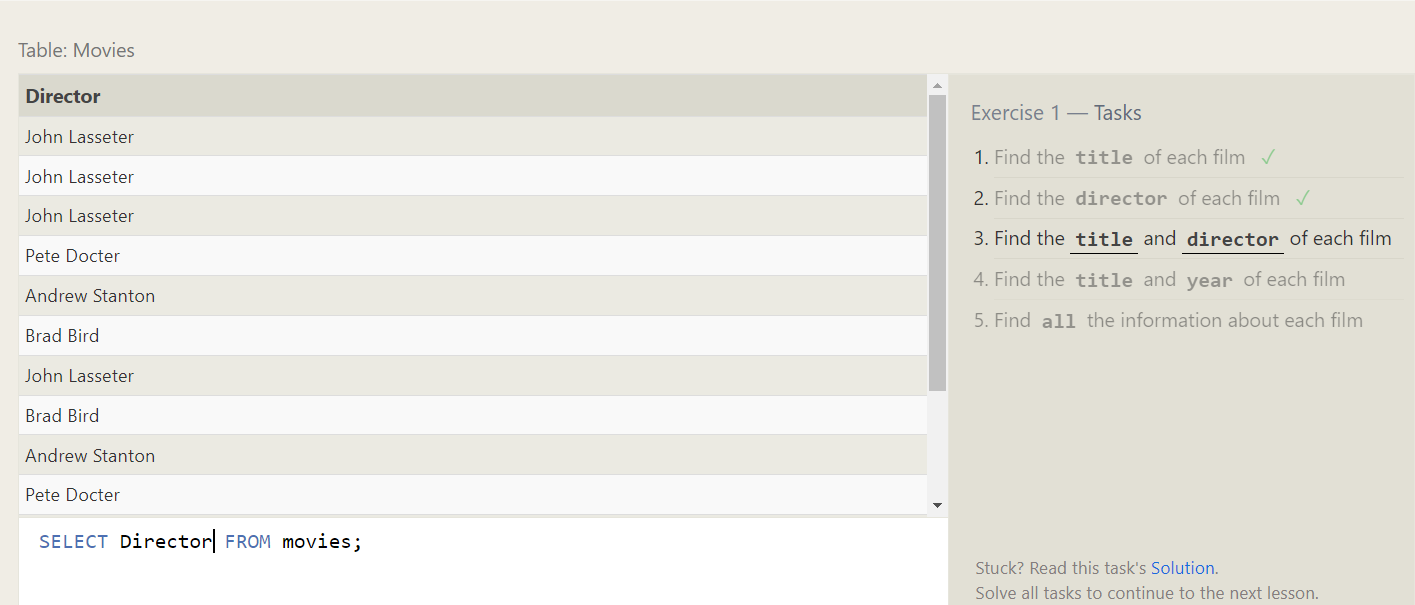 Table: Movies
Director
John Lasseter
John Lasseter
John Lasseter
Pete Docter
Andrew Stanton
Brad Bird
John Lasseter
Brad Bird
Andrew Stanton
Pete Docter
SELECT Director FROM movies;
Exercise 1 — Tasks
1. Find the title of each film ✓
2. Find the director of each film ✓
3. Find the title and director of each film
4. Find the title and year of each film
5. Find all the information about each film
Stuck? Read this task's Solution.
Solve all tasks to continue to the next lesson.